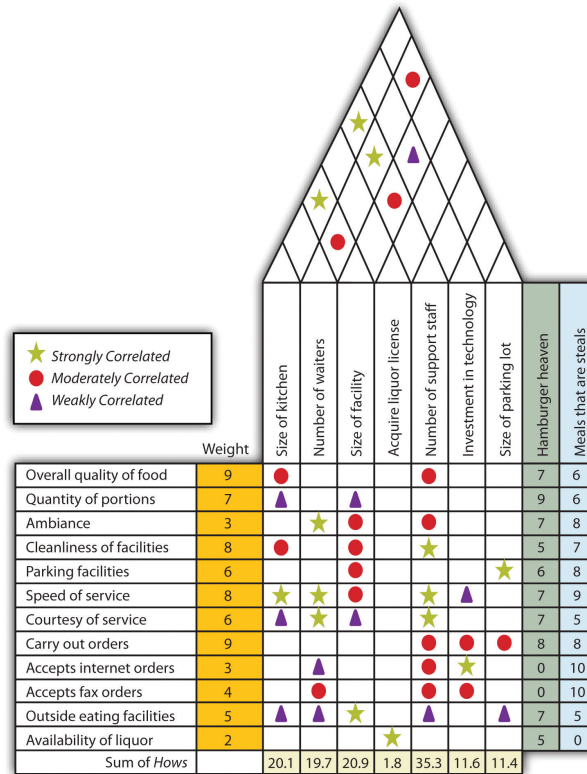 Strongly Correlated
Moderately Correlated
Weakly Correlated
Weight
Size of kitchen
Number of waiters
Size of facility
Acquire liquor license
Number of support staff
Investment in technology
Size of parking lot
Hamburger heaven
Meals that are steals
Overall quality of food 9 7 6
Quantity of portions 7 9 6
Ambiance 3 7 8
Cleanliness of facilities 8 5 7
Parking facilities 6 6 8
Speed of service 8 7 9
Courtesy of service 6 7 5
Carry out orders 9 8 8
Accepts internet orders 3 0 10
Accepts fax orders 4 0 10
Outside eating facilities 5 7 5
Availability of liquor 2 5 0
Sum of Hows 20.1 19.7 20.9 1.8 35.3 11.6 11.4